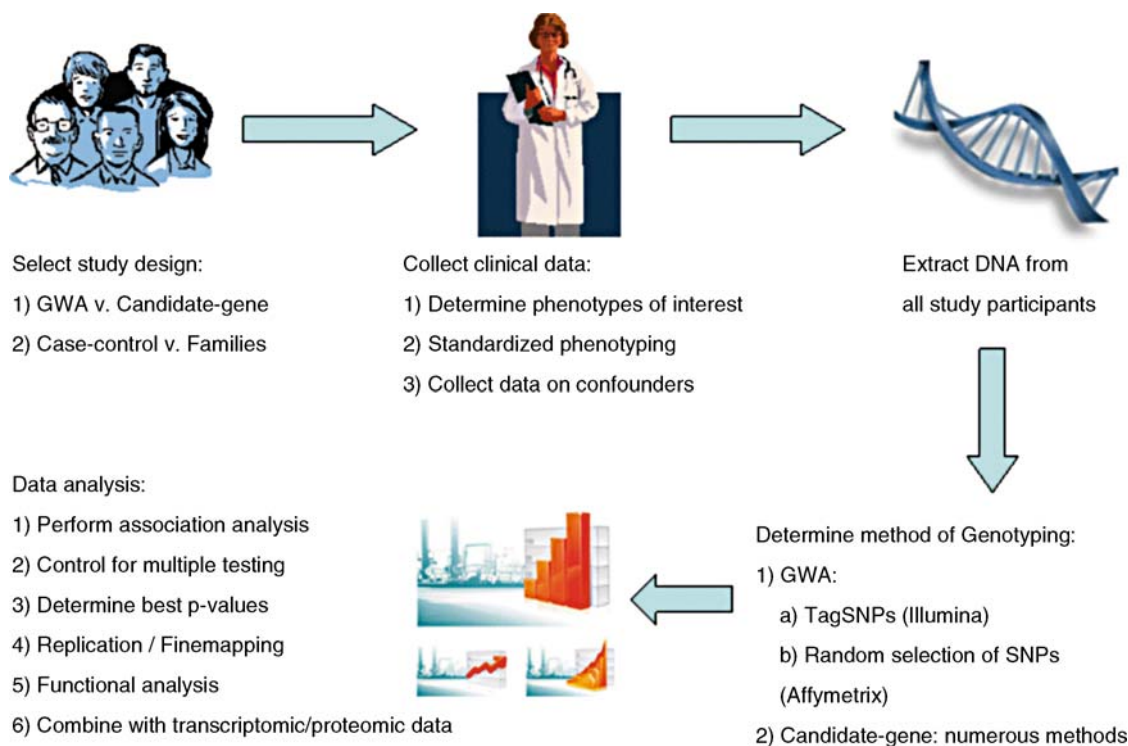 Select study design:
1) GWA v. Candidate-gene
2) Case-control v. Families
Collect clinical data:
1) Determine phenotypes of interest
2) Standardized phenotyping
3) Collect data on confounders
Extract DNA from
all study participants
Determine method of Genotyping:
1) GWA:
a) TagSNPs (Illumina)
b) Random selection of SNPs
(Affymetrix)
2) Candidate-gene: numerous methods
Data analysis:
1) Perform association analysis
2) Control for multiple testing
3) Determine best p-values
4) Replication / Finemapping
5) Functional analysis
6) Combine with transcriptomic/proteomic data